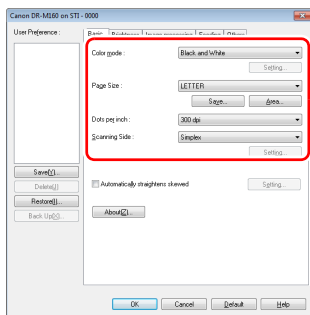 Canon DR-M160 on STI - 0000
User Preference :
Basic Brightness Image processing Feeding Others
Color mode : Black and White
Setting...
Page Size : LETTER
Save... Area...
Dots per inch : 300 dpi
Scanning Side : Simplex
Setting...
Save(Y)...
Delete(J)
Restore(I)...
Back Up(X)...
Automatically straightens skewed Setting...
About(Z)...
OK Cancel Default Help